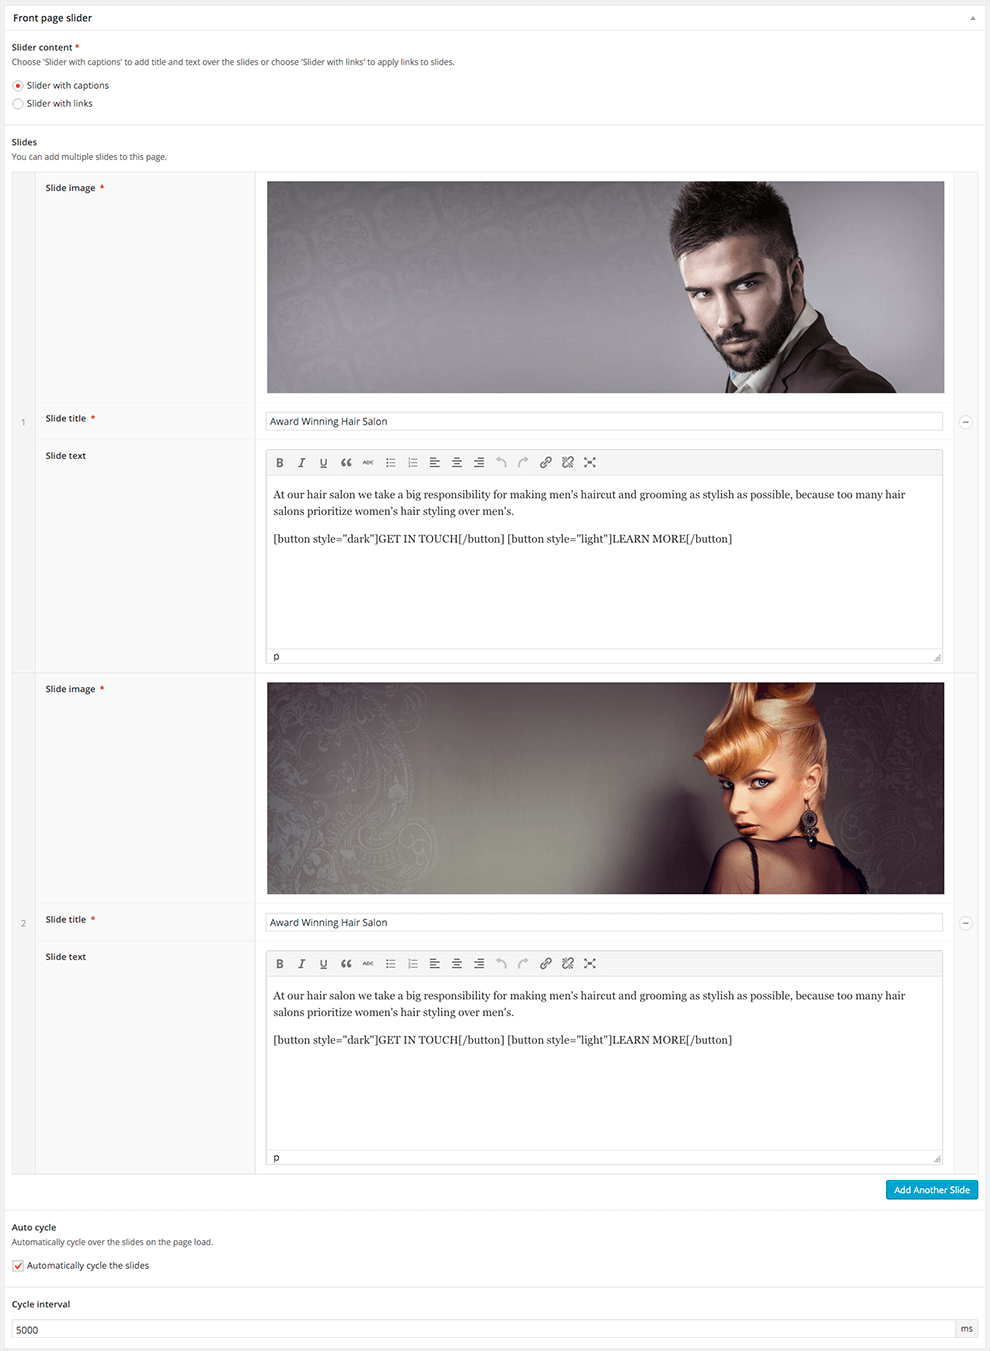 Front page slider
Slider content *
Choose 'Slider with captions' to add title and text over the slides or choose 'Slider with links' to apply links to slides.
Slider with captions
Slider with links
Slides
You can add multiple slides to this page.
Slide image *
1
Slide title *
Award Winning Hair Salon
Slide text
B I U ABC
At our hair salon we take a big responsibility for making men's haircut and grooming as stylish as possible, because too many hair
salons prioritize women's hair styling over men's.
[button style="dark"]GET IN TOUCH[/button] [button style="light"]LEARN MORE[/button]
p
Slide image *
2
Slide title *
Award Winning Hair Salon
Slide text
B I U ABC
At our hair salon we take a big responsibility for making men's haircut and grooming as stylish as possible, because too many hair
salons prioritize women's hair styling over men's.
[button style="dark"]GET IN TOUCH[/button] [button style="light"]LEARN MORE[/button]
p
Add Another Slide
Auto cycle
Automatically cycle over the slides on the page load.
Automatically cycle the slides
Cycle interval
5000
ms